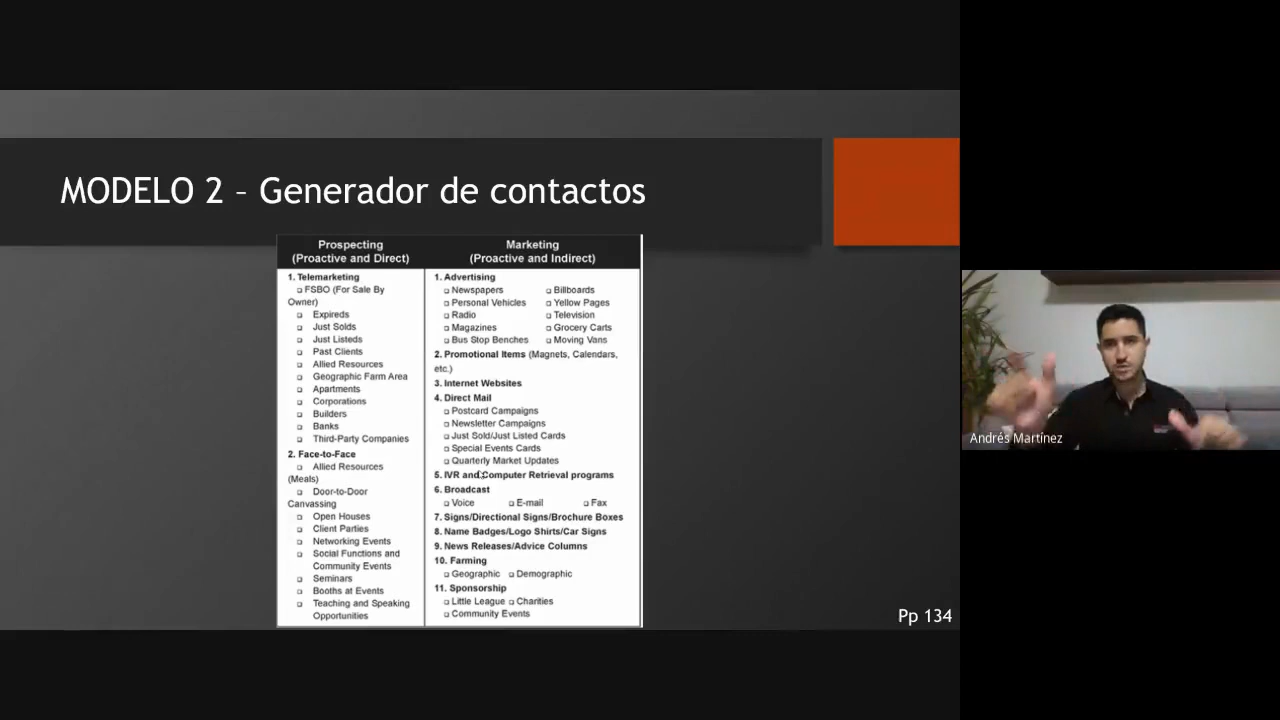 MODELO 2 – Generador de contactos
Prospecting
(Proactive and Direct)
1. Telemarketing
FSBO (For Sale By
Owner)
Expireds
Just Solds
Just Listeds
Past Clients
Allied Resources
Geographic Farm Area
Apartments
Corporations
Builders
Banks
Third-Party Companies
2. Face-to-Face
Allied Resources
(Meals)
Door-to-Door
Canvassing
Open Houses
Client Parties
Networking Events
Social Functions and
Community Events
Seminars
Booths at Events
Teaching and Speaking
Opportunities
Marketing
(Proactive and Indirect)
1. Advertising
Newspapers Billboards
Personal Vehicles Yellow Pages
Radio Television
Magazines Grocery Carts
Bus Stop Benches Moving Vans
2. Promotional Items (Magnets, Calendars,
etc.)
3. Internet Websites
4. Direct Mail
Postcard Campaigns
Newsletter Campaigns
Just Sold/Just Listed Cards
Special Events Cards
Quarterly Market Updates
5. IVR and Computer Retrieval programs
6. Broadcast
Voice E-mail Fax
7. Signs/Directional Signs/Brochure Boxes
8. Name Badges/Logo Shirts/Car Signs
9. News Releases/Advice Columns
10. Farming
Geographic Demographic
11. Sponsorship
Little League Charities
Community Events
Pp 134
Andrés Martínez